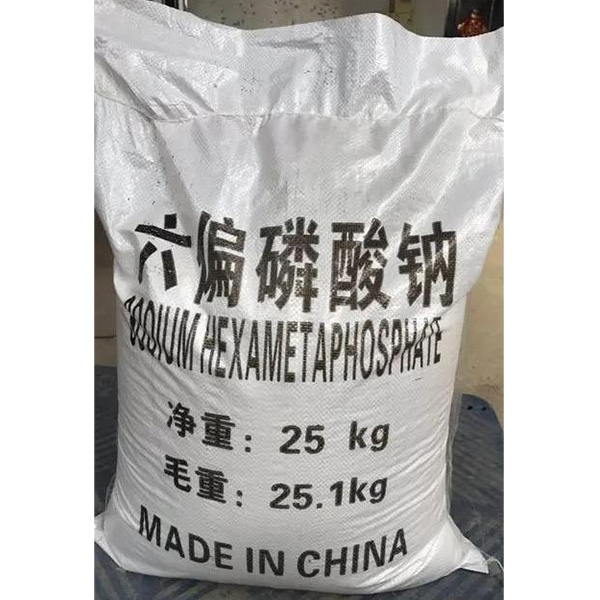 六偏磷酸钠
SODIUM HEXAMETAPHOSPHATE
净重：25 kg
毛重：25.1kg
MADE IN CHINA